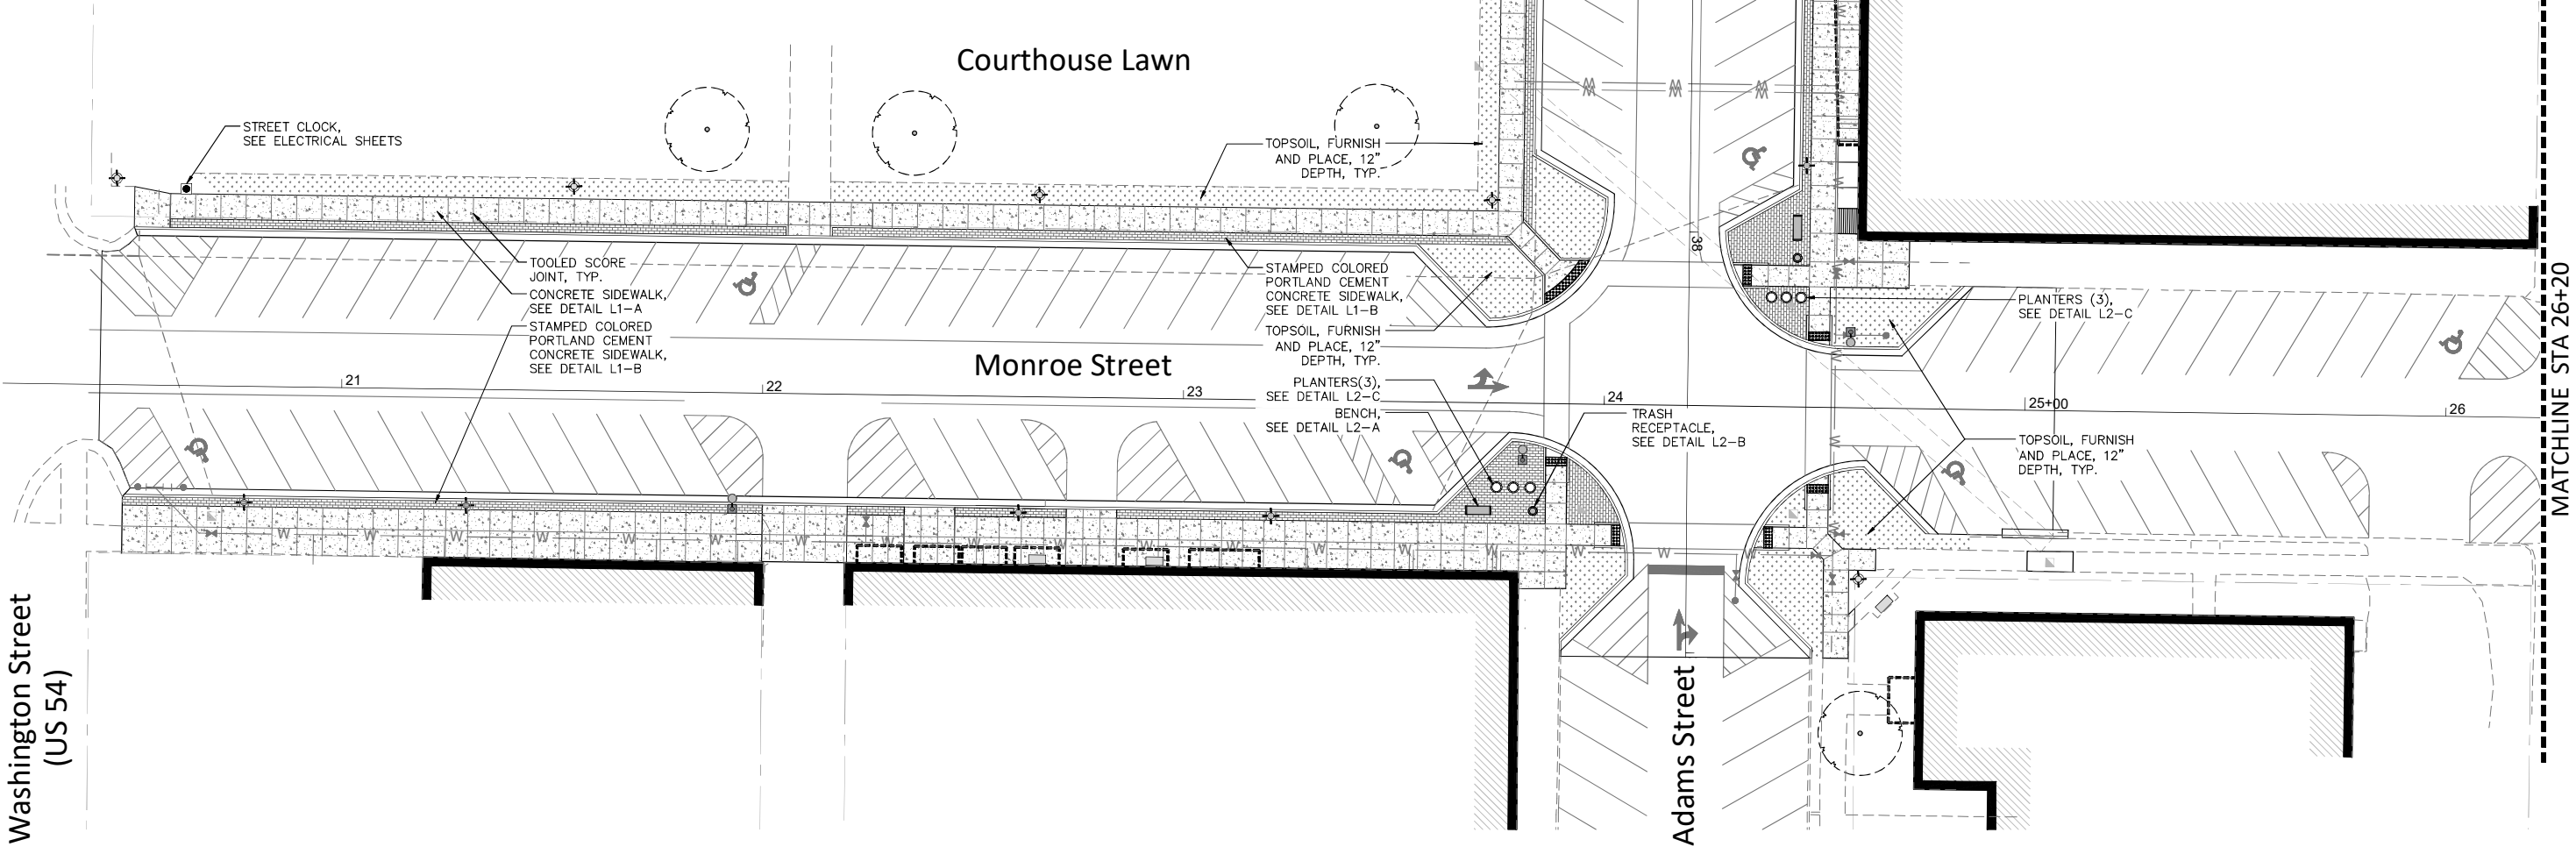 Courthouse Lawn
STREET CLOCK,
SEE ELECTRICAL SHEETS
TOPSOIL, FURNISH
AND PLACE, 12"
DEPTH, TYP.
TOOLED SCORE
JOINT, TYP.
CONCRETE SIDEWALK,
SEE DETAIL L1-A
STAMPED COLORED
PORTLAND CEMENT
CONCRETE SIDEWALK,
SEE DETAIL L1-B
STAMPED COLORED
PORTLAND CEMENT
CONCRETE SIDEWALK,
SEE DETAIL L1-B
TOPSOIL, FURNISH
AND PLACE, 12"
DEPTH, TYP.
PLANTERS(3),
SEE DETAIL L2-C
BENCH,
SEE DETAIL L2-A
Monroe Street
21
22
23
24
25+00
26
38
TRASH
RECEPTACLE,
SEE DETAIL L2-B
PLANTERS (3),
SEE DETAIL L2-C
TOPSOIL, FURNISH
AND PLACE, 12"
DEPTH, TYP.
MATCHLINE STA 26+20
Washington Street
(US 54)
Adams Street
W W W W W W W W W W W W W W W W W